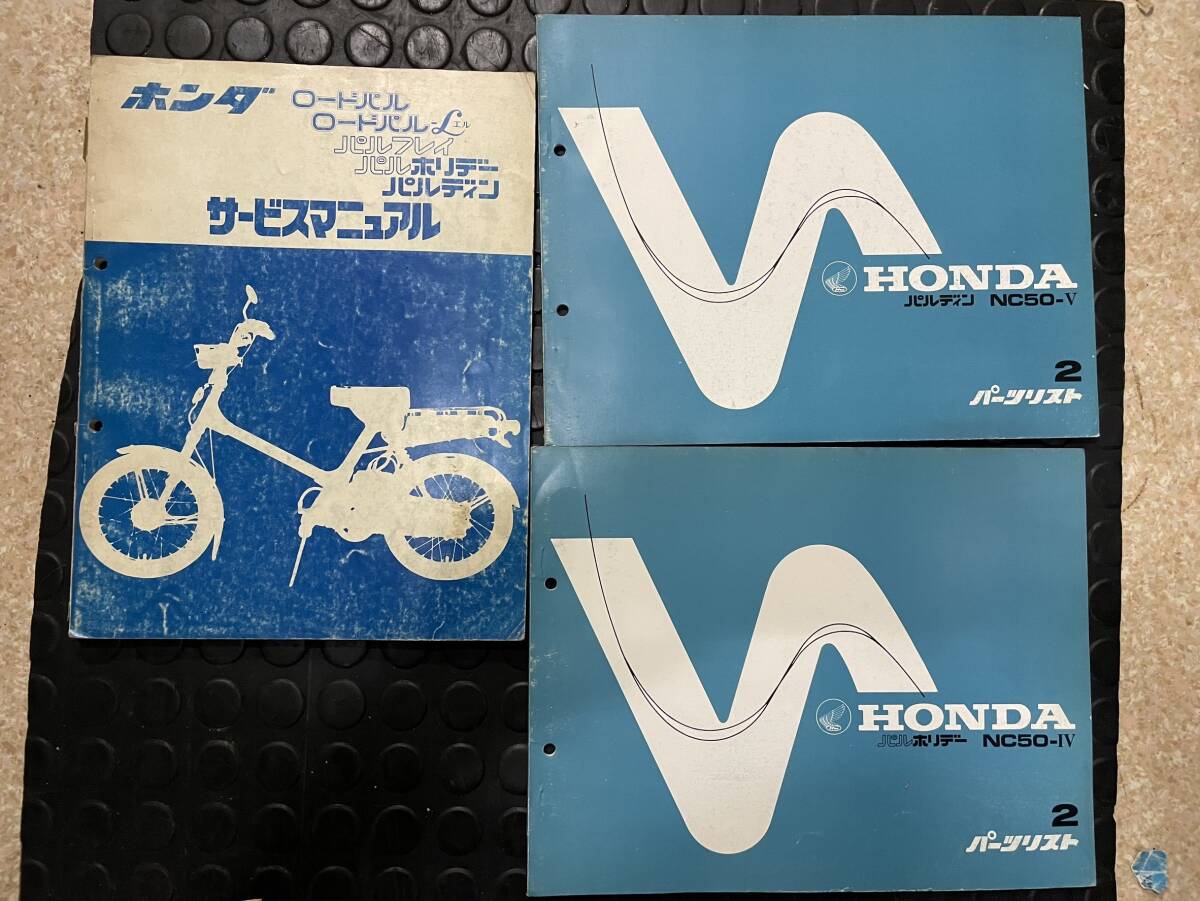 ホンダ
ロードパル
ロードパル-Lエル
パルフレイ
パルホリデー
パルディン
サービスマニュアル
HONDA
パルディン NC50-V
2
パーツリスト
HONDA
パルホリデー NC50-IV
2
パーツリスト